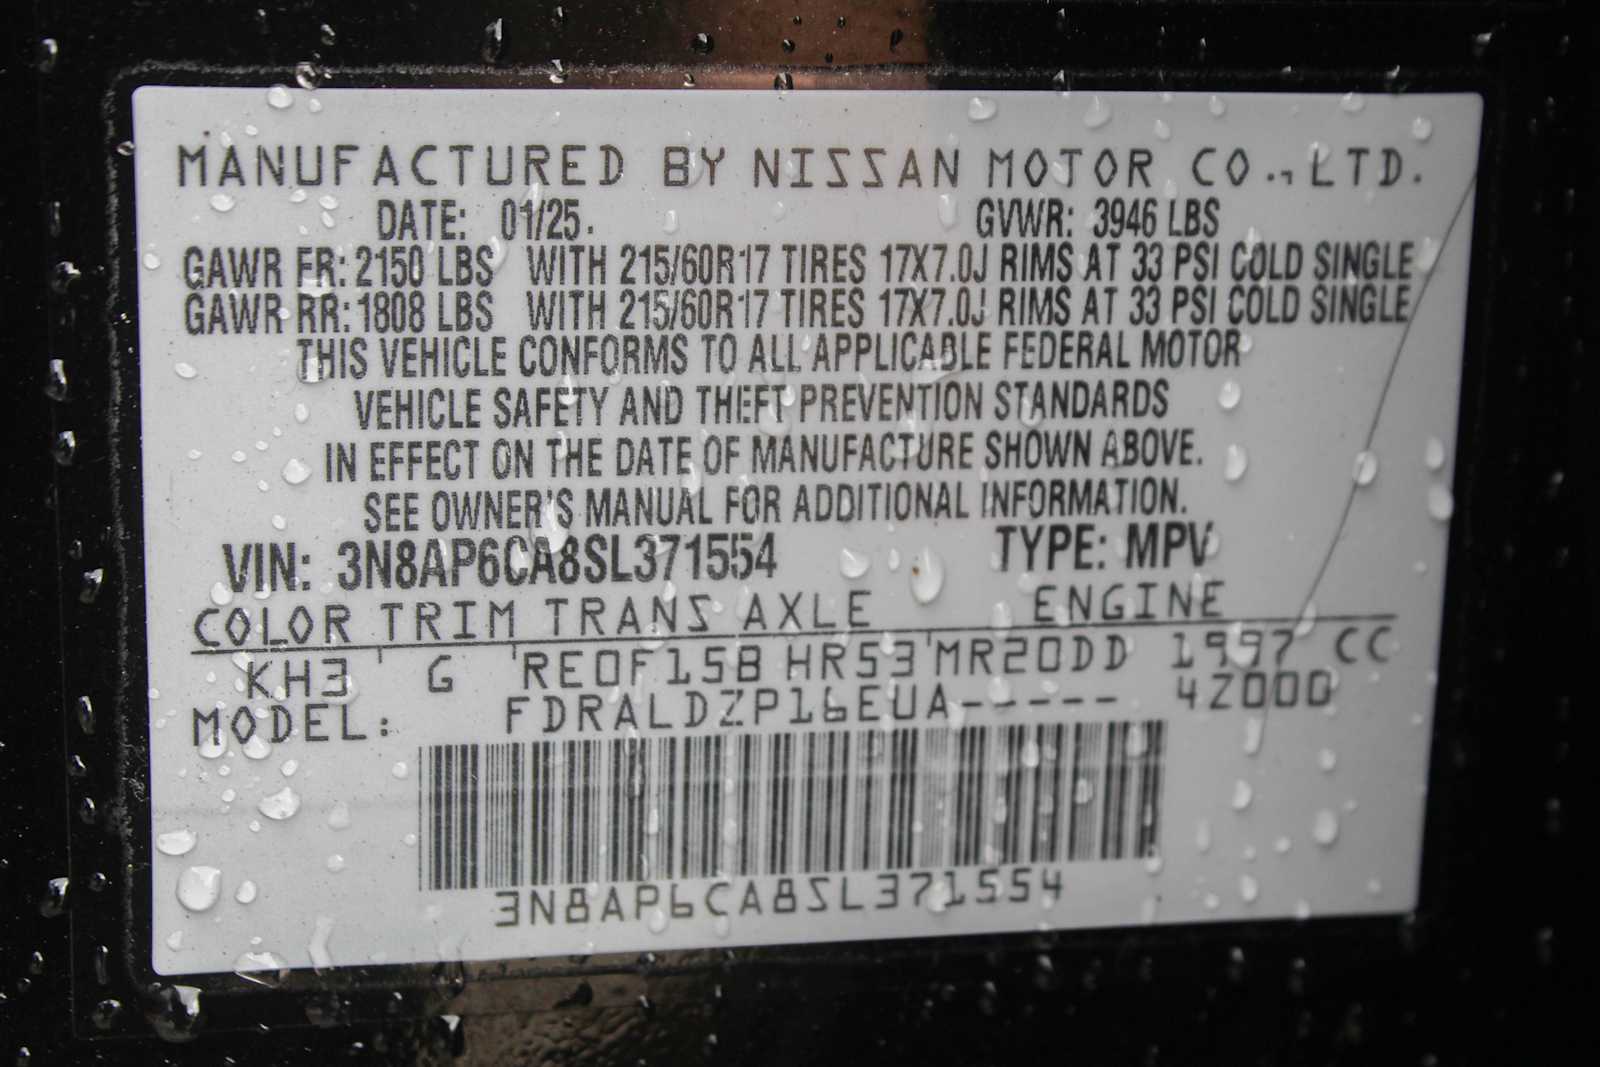 MANUFACTURED BY NISSAN MOTOR CO., LTD.
DATE: 01/25. GVWR: 3946 LBS
GAWR FR: 2150 LBS WITH 215/60R17 TIRES 17X7.0J RIMS AT 33 PSI COLD SINGLE
GAWR RR: 1808 LBS WITH 215/60R17 TIRES 17X7.0J RIMS AT 33 PSI COLD SINGLE
THIS VEHICLE CONFORMS TO ALL APPLICABLE FEDERAL MOTOR
VEHICLE SAFETY AND THEFT PREVENTION STANDARDS
IN EFFECT ON THE DATE OF MANUFACTURE SHOWN ABOVE.
SEE OWNER'S MANUAL FOR ADDITIONAL INFORMATION.
VIN: 3N8AP6CA8SL371554 TYPE: MPV
COLOR TRIM TRANS AXLE ENGINE
KH3 G RE0F15B HR53 MR20DD 1997 CC
MODEL: FDRALDZP16EUA----- 4Z000
3N8AP6CA8SL371554